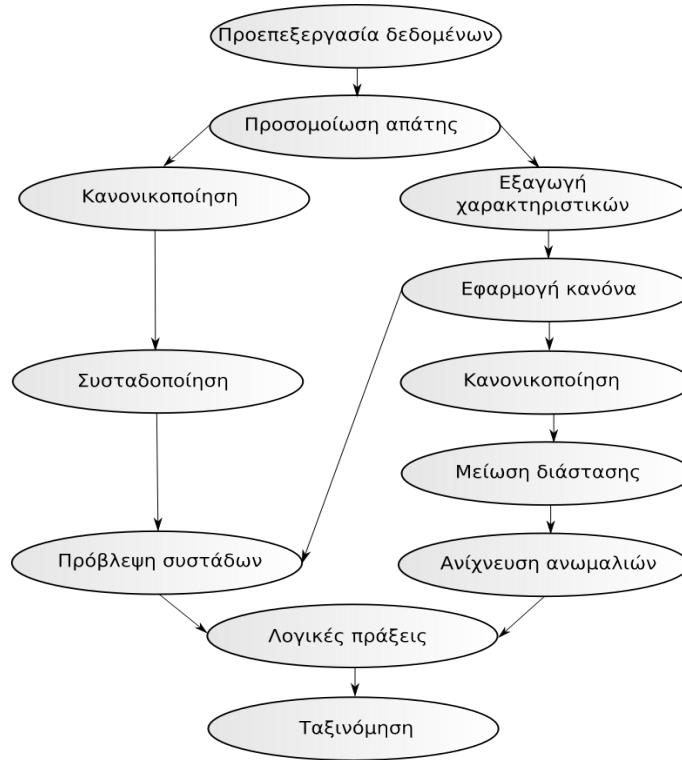 Προεπεξεργασία δεδομένων
Προσομοίωση απάτης
Κανονικοποίηση
Εξαγωγή
χαρακτηριστικών
Εφαρμογή κανόνα
Συσταδοποίηση
Κανονικοποίηση
Μείωση διάστασης
Πρόβλεψη συστάδων
Ανίχνευση ανωμαλιών
Λογικές πράξεις
Ταξινόμηση